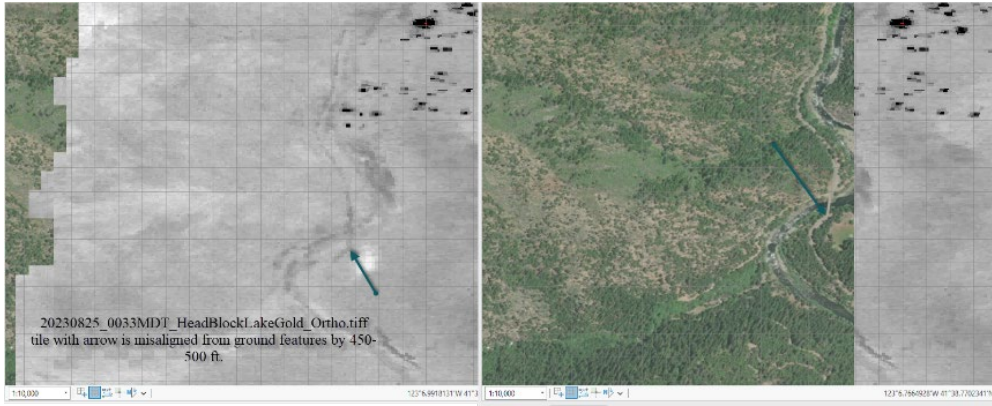 20230825_0033MDT_HeadBlockLakeGold_Ortho.tiff
tile with arrow is misaligned from ground features by 450-
500 ft.
1:10,000
1:10,000